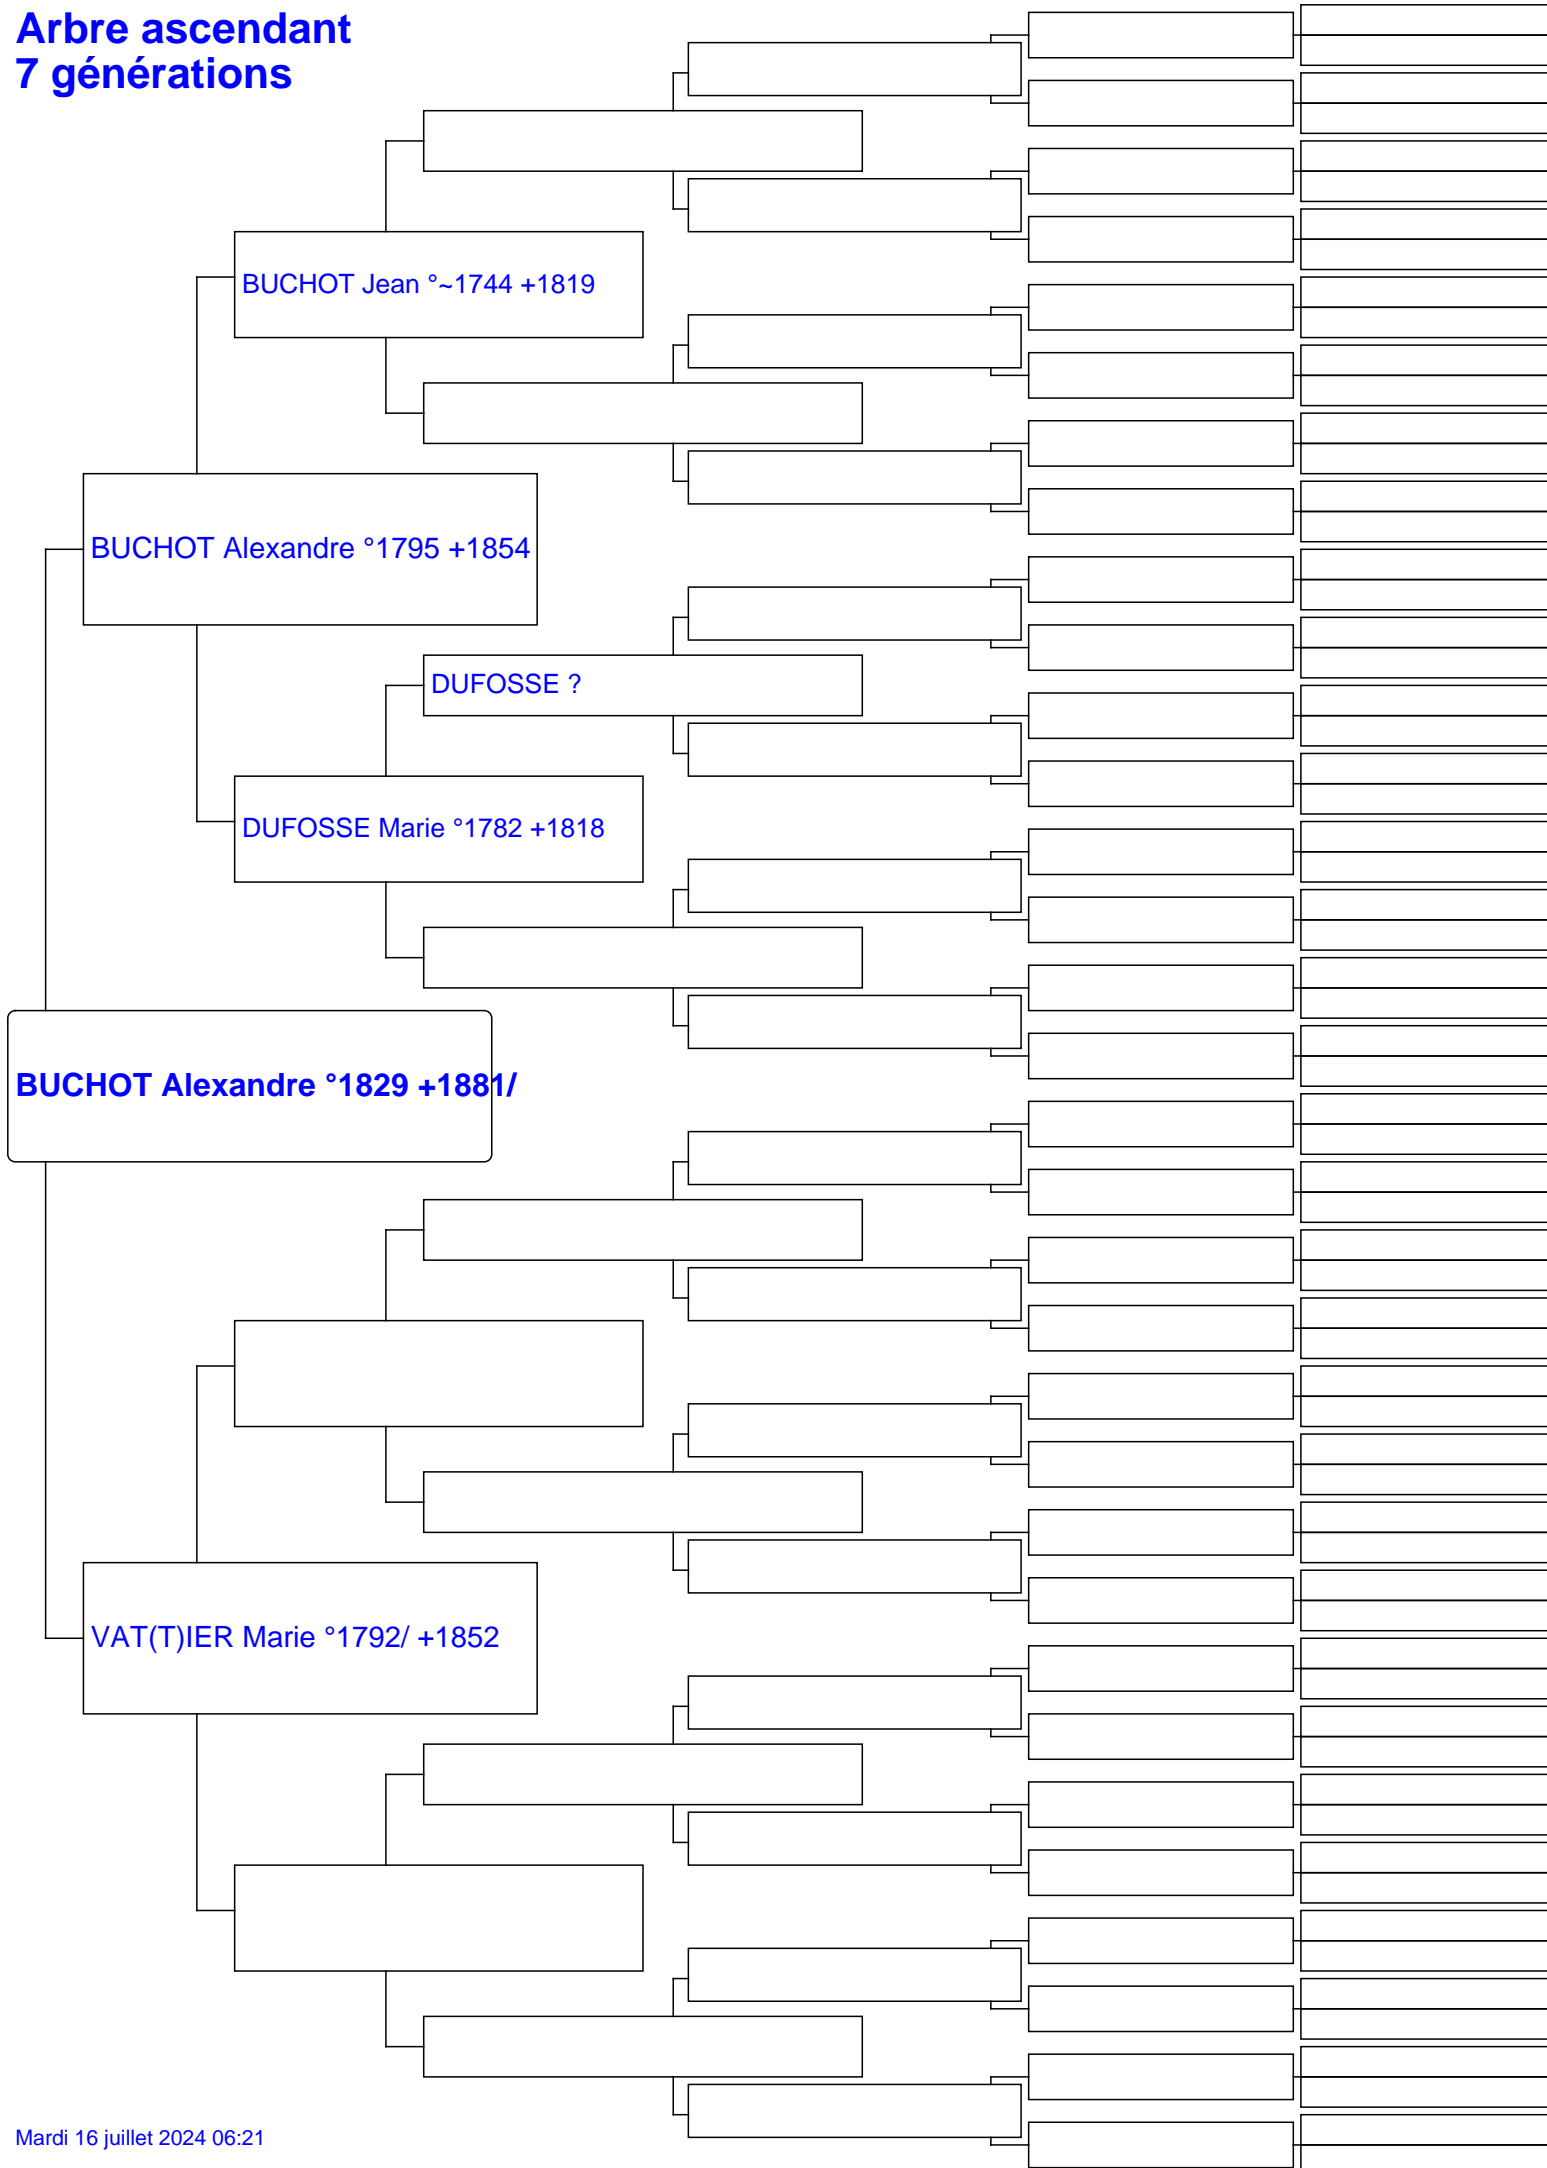 Arbre ascendant
7 générations
BUCHOT Jean °~1744 +1819
BUCHOT Alexandre °1795 +1854
DUFOSSE ?
DUFOSSE Marie °1782 +1818
BUCHOT Alexandre °1829 +1881/
VAT(T)IER Marie °1792/ +1852
Mardi 16 juillet 2024 06:21